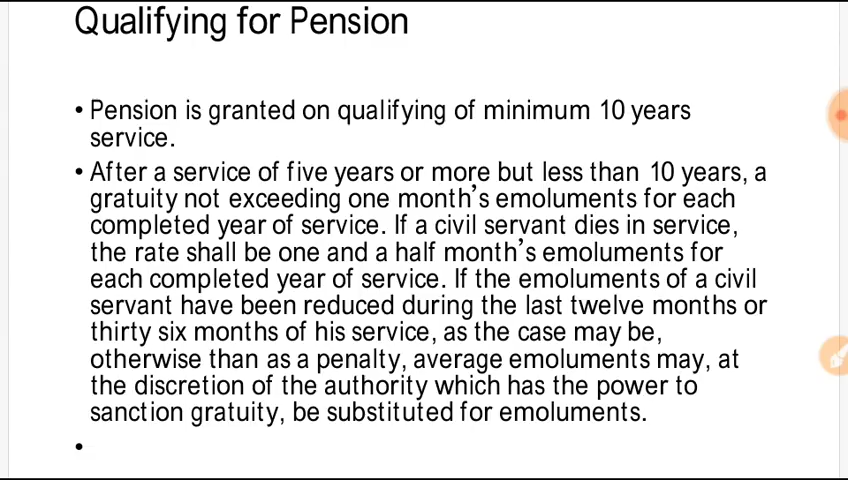 Qualifying for Pension
• Pension is granted on qualifying of minimum 10 years
service.
• After a service of five years or more but less than 10 years, a
gratuity not exceeding one month's emoluments for each
completed year of service. If a civil servant dies in service,
the rate shall be one and a half month's emoluments for
each completed year of service. If the emoluments of a civil
servant have been reduced during the last twelve months or
thirty six months of his service, as the case may be,
otherwise than as a penalty, average emoluments may, at
the discretion of the authority which has the power to
sanction gratuity, be substituted for emoluments.
•